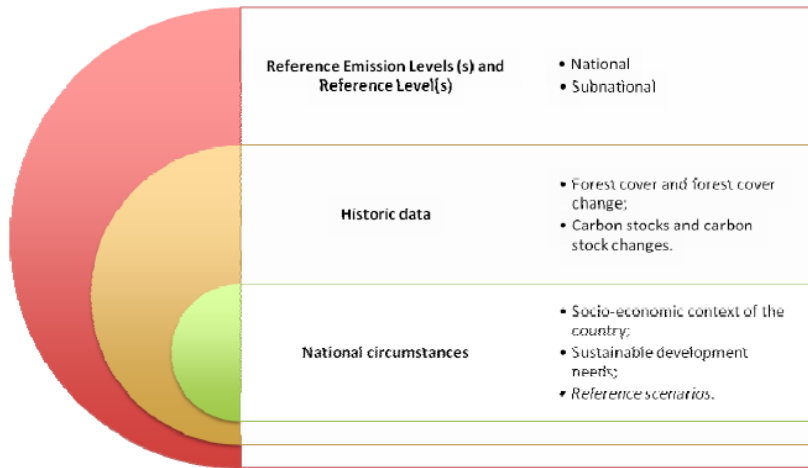 Reference Emission Levels (s) and
Reference Level(s)
• National
• Subnational
Historic data
• Forest cover and forest cover
change;
• Carbon stocks and carbon
stock changes.
National circumstances
• Socio-economic context of the
country;
• Sustainable development
needs;
• Reference scenarios.